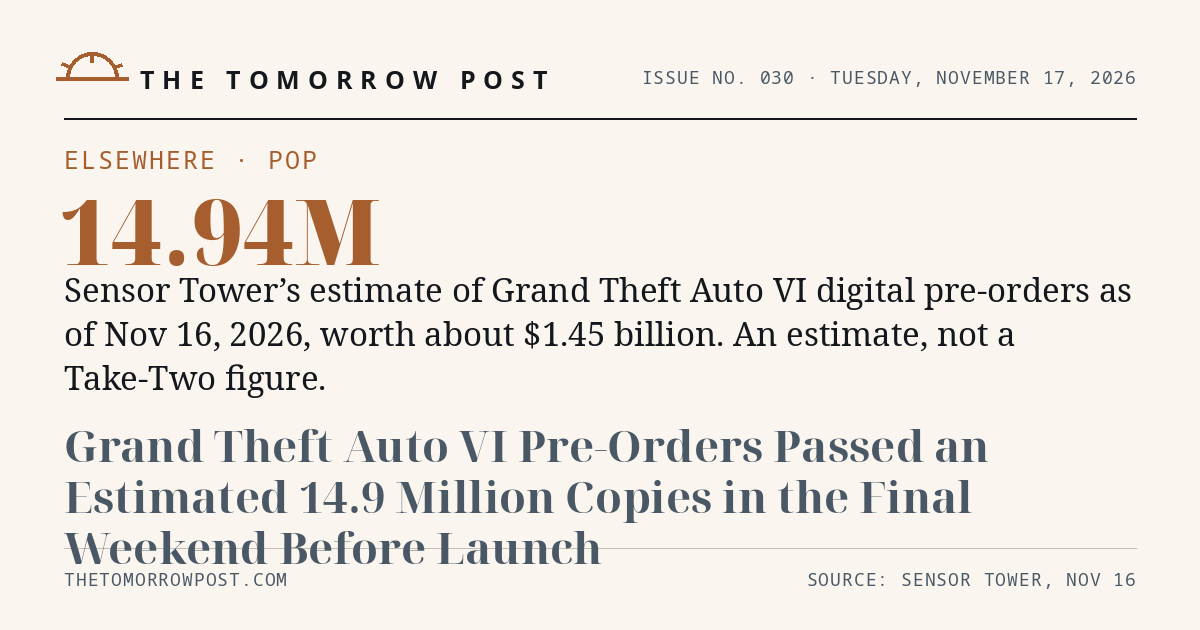 THE TOMORROW POST
ISSUE NO. 030 · TUESDAY, NOVEMBER 17, 2026
ELSEWHERE · POP
14.94M
Sensor Tower’s estimate of Grand Theft Auto VI digital pre-orders as
of Nov 16, 2026, worth about $1.45 billion. An estimate, not a
Take-Two figure.
Grand Theft Auto VI Pre-Orders Passed an
Estimated 14.9 Million Copies in the Final
Weekend Before Launch
THETOMORROWPOST.COM
SOURCE: SENSOR TOWER, NOV 16